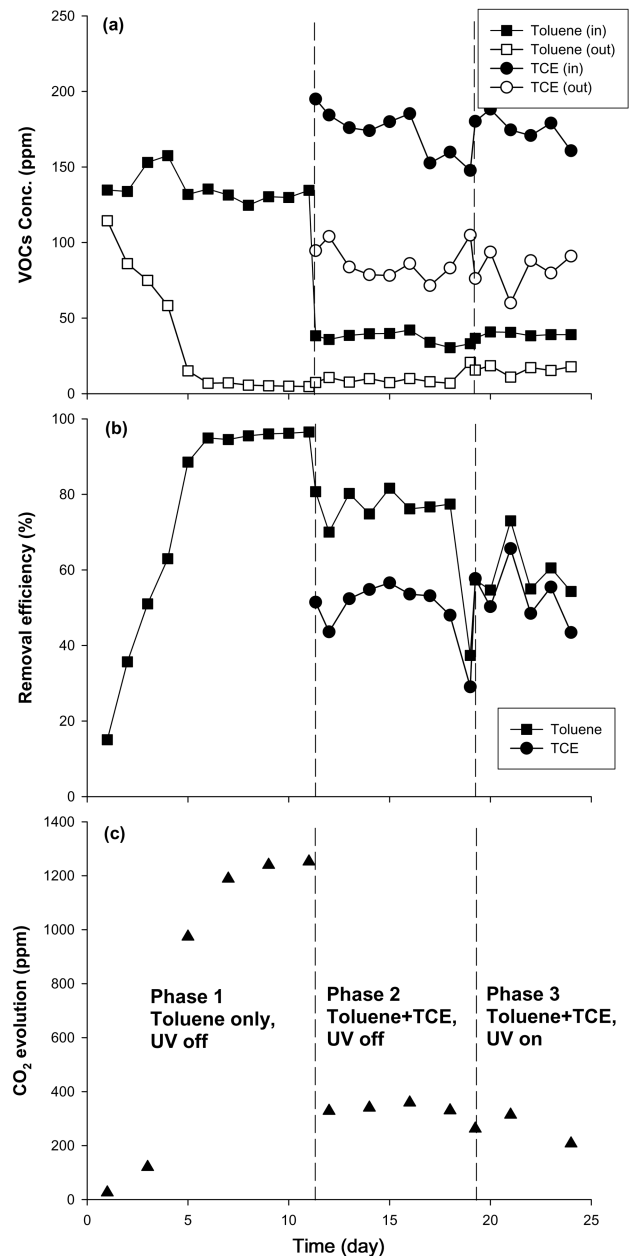 (a)
250
200
150
100
50
0
VOCs Conc. (ppm)
Toluene (in)
Toluene (out)
TCE (in)
TCE (out)
(b)
100
80
60
40
20
0
Removal efficiency (%)
Toluene
TCE
(c)
1400
1200
1000
800
600
400
200
0
CO₂ evolution (ppm)
Phase 1
Toluene only,
UV off
Phase 2
Toluene+TCE,
UV off
Phase 3
Toluene+TCE,
UV on
0 5 10 15 20 25
Time (day)